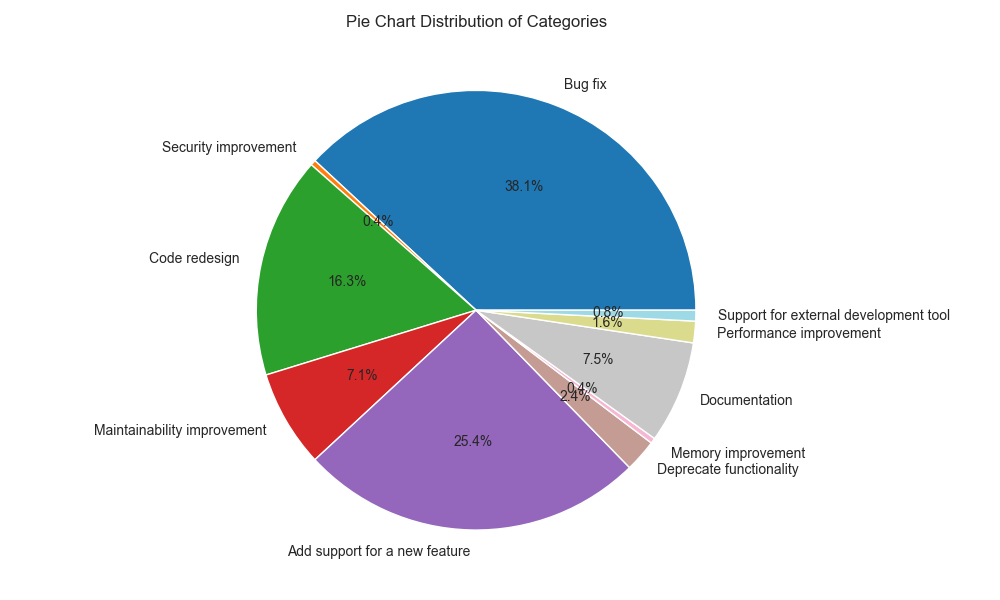 Pie Chart Distribution of Categories
Bug fix
38.1%
Security improvement
0.4%
Code redesign
16.3%
Maintainability improvement
7.1%
Add support for a new feature
25.4%
Deprecate functionality
2.4%
Memory improvement
0.4%
Documentation
7.5%
Performance improvement
1.6%
Support for external development tool
0.8%